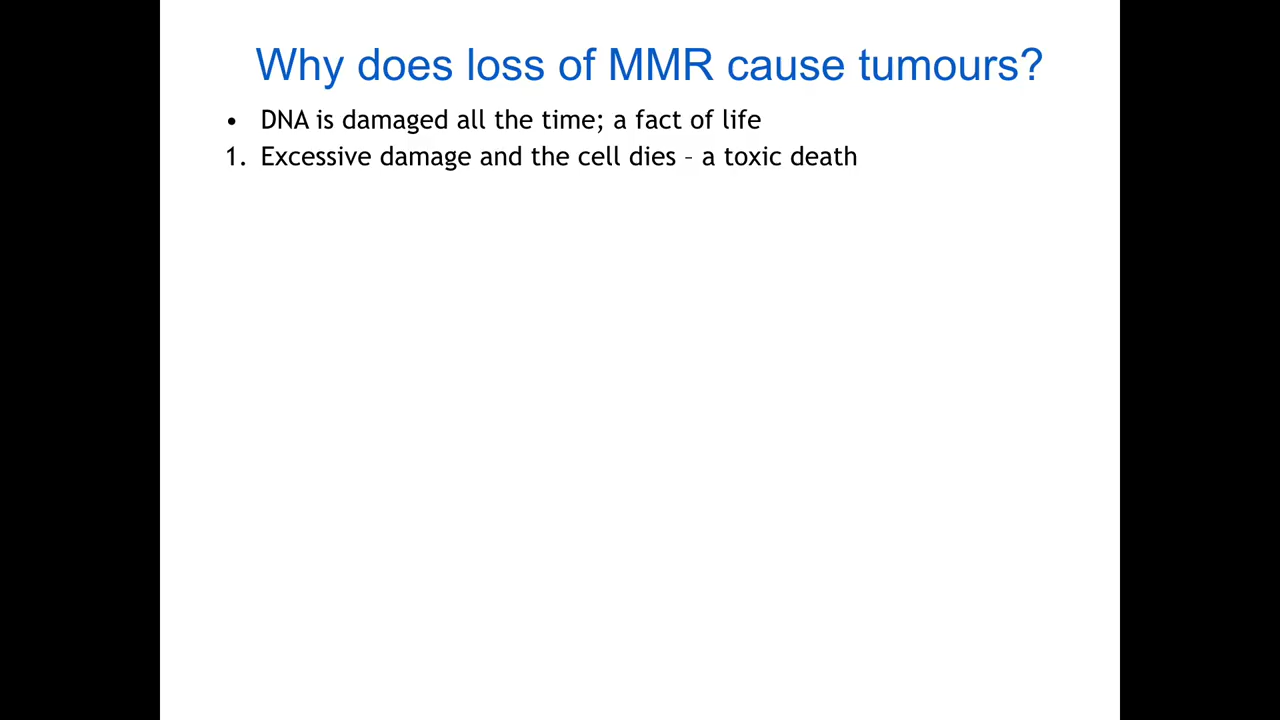 Why does loss of MMR cause tumours?
• DNA is damaged all the time; a fact of life
1. Excessive damage and the cell dies – a toxic death